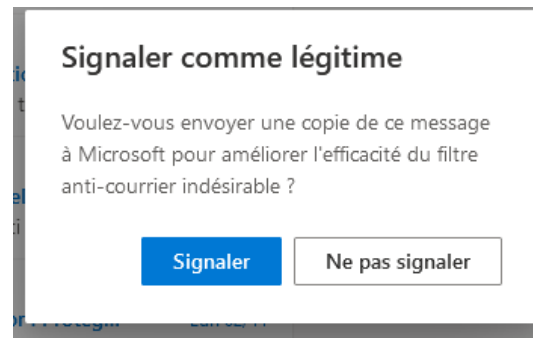 Signaler comme légitime
Voulez-vous envoyer une copie de ce message
à Microsoft pour améliorer l'efficacité du filtre
anti-courrier indésirable ?
Signaler
Ne pas signaler